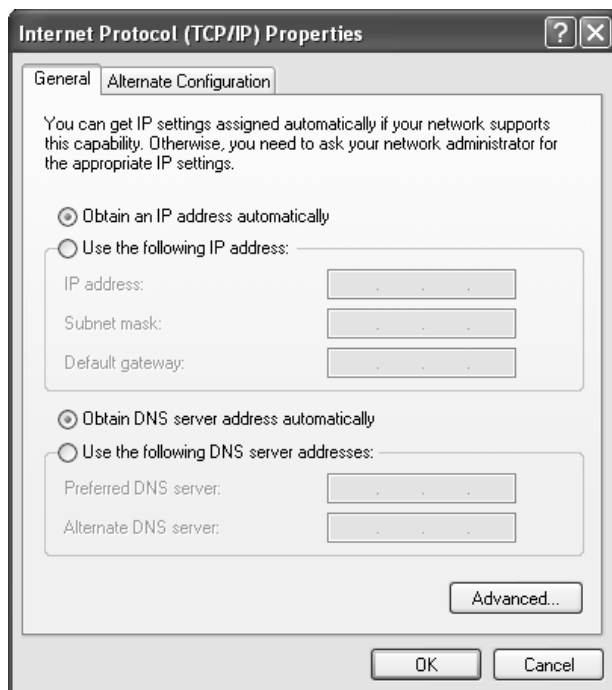 Internet Protocol (TCP/IP) Properties
General
Alternate Configuration
You can get IP settings assigned automatically if your network supports
this capability. Otherwise, you need to ask your network administrator for
the appropriate IP settings.
Obtain an IP address automatically
Use the following IP address:
IP address:
Subnet mask:
Default gateway:
Obtain DNS server address automatically
Use the following DNS server addresses:
Preferred DNS server:
Alternate DNS server:
Advanced...
OK
Cancel